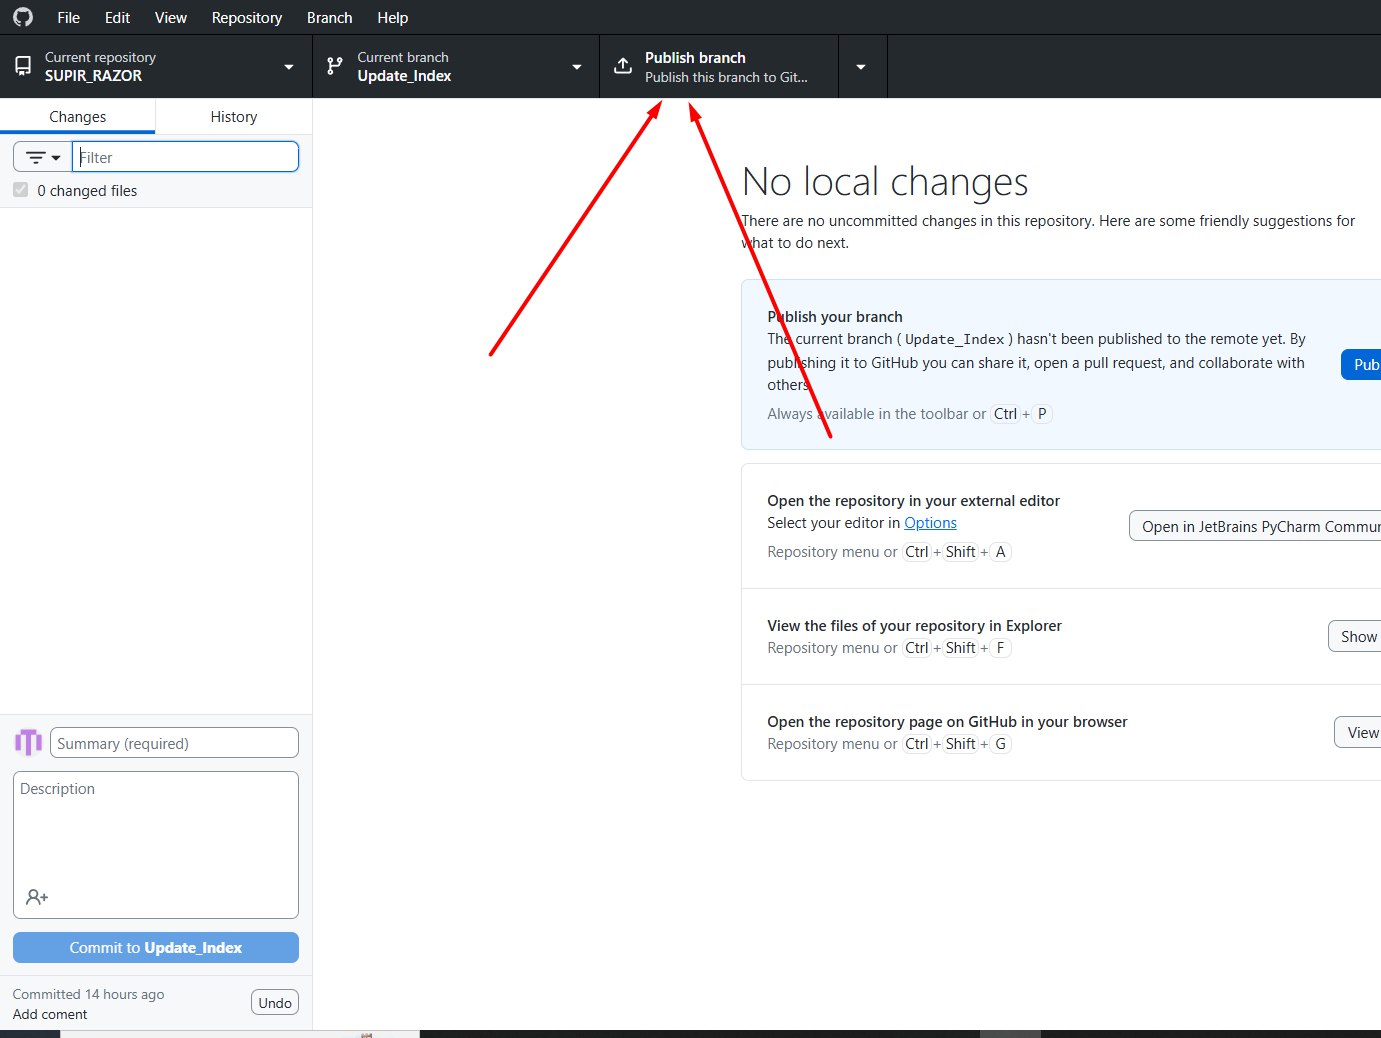 File Edit View Repository Branch Help
Current repository
SUPIR_RAZOR
Current branch
Update_Index
Publish branch
Publish this branch to Git...
Changes History
Filter
0 changed files
No local changes
There are no uncommitted changes in this repository. Here are some friendly suggestions for
what to do next.
Publish your branch
The current branch ( Update_Index ) hasn't been published to the remote yet. By
publishing it to GitHub you can share it, open a pull request, and collaborate with
others.
Always available in the toolbar or Ctrl + P
Pub
Open the repository in your external editor
Select your editor in Options
Repository menu or Ctrl + Shift + A
Open in JetBrains PyCharm Commun
View the files of your repository in Explorer
Repository menu or Ctrl + Shift + F
Show
Open the repository page on GitHub in your browser
Repository menu or Ctrl + Shift + G
View
Summary (required)
Description
Commit to Update_Index
Committed 14 hours ago
Add coment
Undo